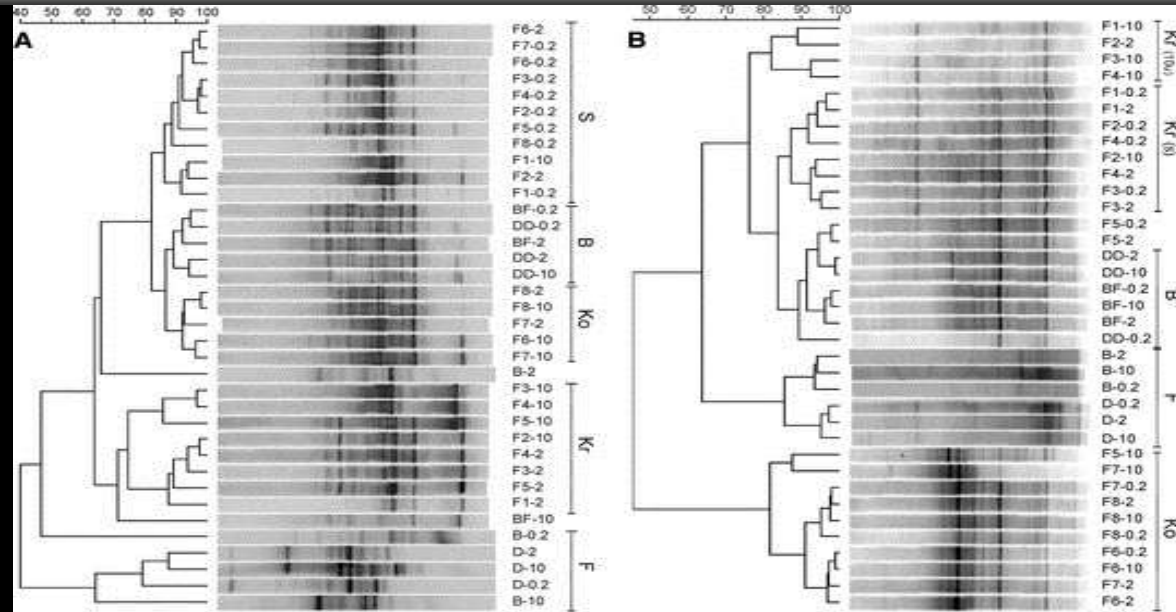 40 50 60 70 80 90 100
A
F6-2
F7-0.2
F6-0.2
F3-0.2
F4-0.2
F2-0.2
F5-0.2
F8-0.2
F1-10
F2-2
F1-0.2
BF-0.2
DD-0.2
BF-2
DD-2
DD-10
F8-2
F8-10
F7-2
F6-10
F7-10
B-2
F3-10
F4-10
F5-10
F2-10
F4-2
F3-2
F5-2
F1-2
BF-10
B-0.2
D-2
D-10
D-0.2
B-10
S
B
Ko
Kr
F
50 60 70 80 90 100
B
F1-10
F2-2
F3-10
F4-10
F1-0.2
F1-2
F2-0.2
F4-0.2
F2-10
F4-2
F3-0.2
F3-2
F5-0.2
F5-2
DD-2
DD-10
BF-0.2
BF-10
BF-2
DD-0.2
B-2
B-10
B-0.2
D-0.2
D-2
D-10
F5-10
F7-10
F7-0.2
F8-2
F8-10
F8-0.2
F6-0.2
F6-10
F7-2
F6-2
Kr
Kr (s)
B
F
Ko